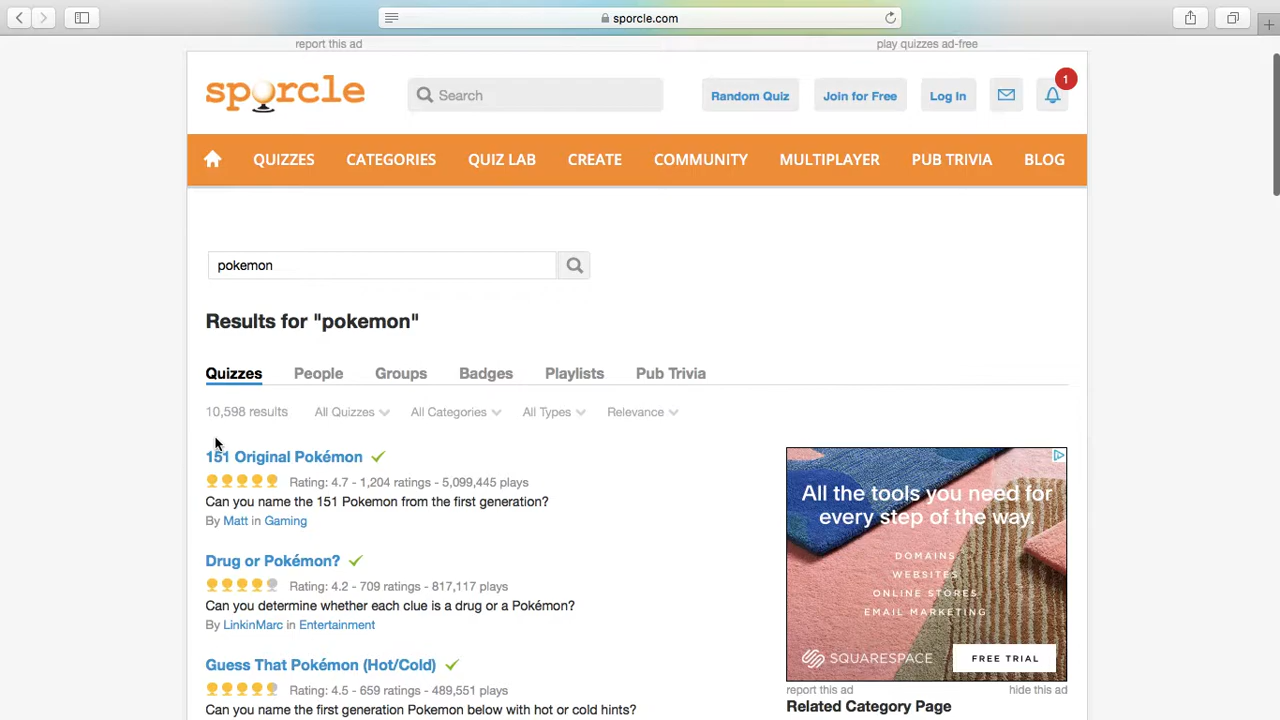 sporcle.com
report this ad
play quizzes ad-free
sporcle
Search
Random Quiz
Join for Free
Log In
1
QUIZZES
CATEGORIES
QUIZ LAB
CREATE
COMMUNITY
MULTIPLAYER
PUB TRIVIA
BLOG
pokemon
Results for "pokemon"
Quizzes
People
Groups
Badges
Playlists
Pub Trivia
10,598 results
All Quizzes
All Categories
All Types
Relevance
151 Original Pokémon
Rating: 4.7 - 1,204 ratings - 5,099,445 plays
Can you name the 151 Pokemon from the first generation?
By Matt in Gaming
Drug or Pokémon?
Rating: 4.2 - 709 ratings - 817,117 plays
Can you determine whether each clue is a drug or a Pokémon?
By LinkinMarc in Entertainment
Guess That Pokémon (Hot/Cold)
Rating: 4.5 - 659 ratings - 489,551 plays
Can you name the first generation Pokemon below with hot or cold hints?
All the tools you need for
every step of the way.
DOMAINS
WEBSITES
ONLINE STORES
EMAIL MARKETING
SQUARESPACE
FREE TRIAL
report this ad
hide this ad
Related Category Page